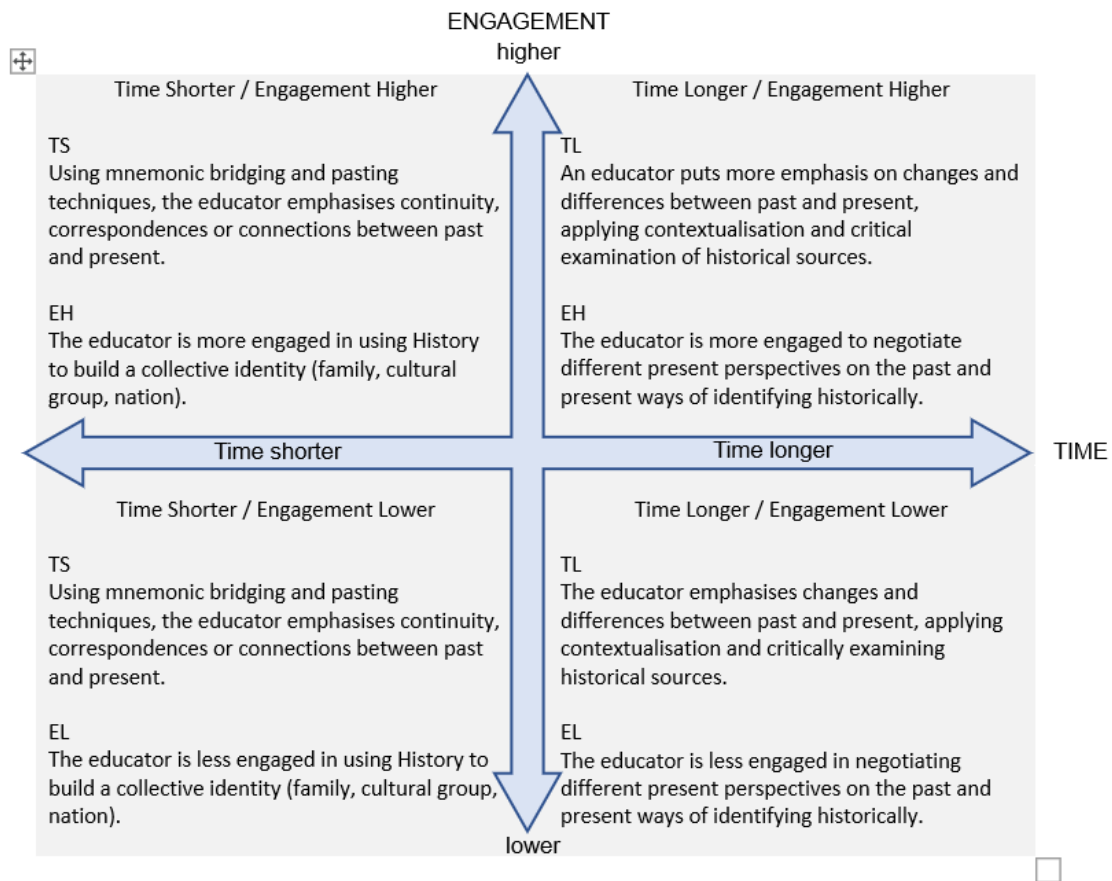 ENGAGEMENT
higher
Time Shorter / Engagement Higher
TS
Using mnemonic bridging and pasting
techniques, the educator emphasises continuity,
correspondences or connections between past
and present.
EH
The educator is more engaged in using History
to build a collective identity (family, cultural
group, nation).
Time Longer / Engagement Higher
TL
An educator puts more emphasis on changes and
differences between past and present,
applying contextualisation and critical
examination of historical sources.
EH
The educator is more engaged to negotiate
different present perspectives on the past and
present ways of identifying historically.
Time shorter
Time longer
TIME
Time Shorter / Engagement Lower
TS
Using mnemonic bridging and pasting
techniques, the educator emphasises continuity,
correspondences or connections between past
and present.
EL
The educator is less engaged in using History to
build a collective identity (family, cultural group,
nation).
Time Longer / Engagement Lower
TL
The educator emphasises changes and
differences between past and present, applying
contextualisation and critically examining
historical sources.
EL
The educator is less engaged in negotiating
different present perspectives on the past and
present ways of identifying historically.
lower